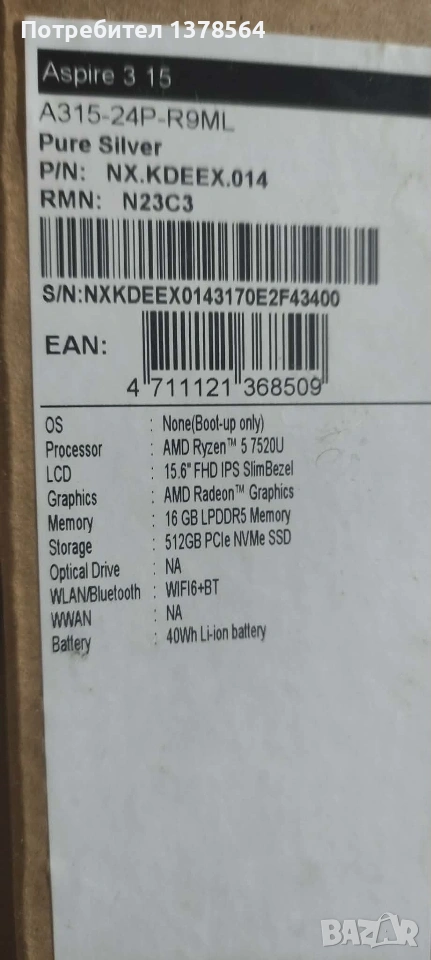 Потребител 1378564
Aspire 3 15
A315-24P-R9ML
Pure Silver
P/N: NX.KDEEX.014
RMN: N23C3
S/N:NXKDEEX0143170E2F43400
EAN:
4 711121 368509
OS : None(Boot-up only)
Processor : AMD Ryzen™ 5 7520U
LCD : 15.6" FHD IPS SlimBezel
Graphics : AMD Radeon™ Graphics
Memory : 16 GB LPDDR5 Memory
Storage : 512GB PCIe NVMe SSD
Optical Drive : NA
WLAN/Bluetooth : WIFI6+BT
WWAN : NA
Battery : 40Wh Li-ion battery
BAZAR